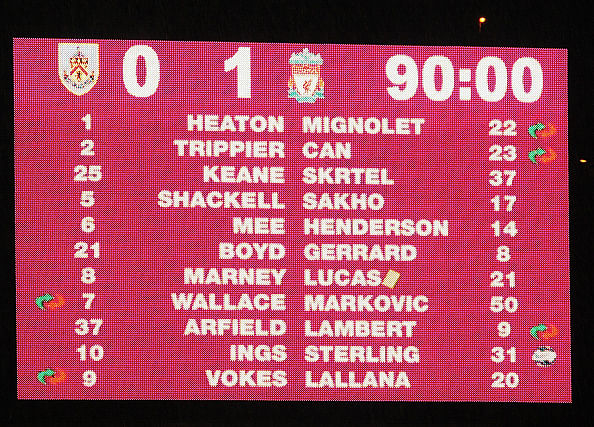 0 1 90:00
1 HEATON MIGNOLET 22
2 TRIPPIER CAN 23
25 KEANE SKRTEL 37
5 SHACKELL SAKHO 17
6 MEE HENDERSON 14
21 BOYD GERRARD 8
8 MARNEY LUCAS 21
7 WALLACE MARKOVIC 50
37 ARFIELD LAMBERT 9
10 INGS STERLING 31
9 VOKES LALLANA 20